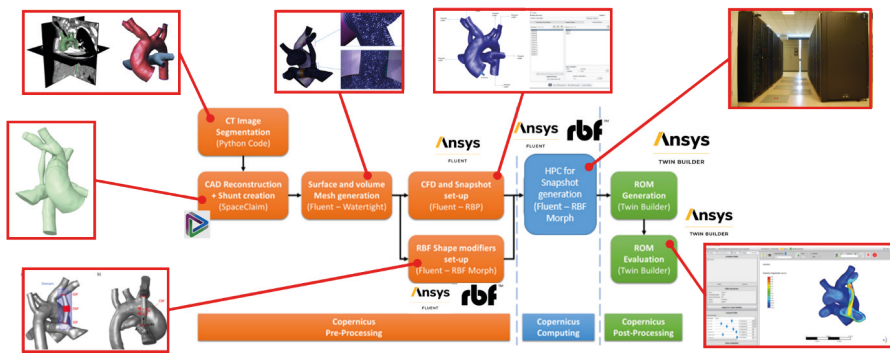 CT Image
Segmentation
(Python Code)
CAD Reconstruction
+ Shunt creation
(SpaceClaim)
Surface and volume
Mesh generation
(Fluent – Watertight)
Ansys
FLUENT
CFD and Snapshot
set-up
(Fluent – RBP)
RBF Shape modifiers
set-up
(Fluent – RBF Morph)
Ansys
FLUENT
rbf
Ansys
FLUENT
rbf™
HPC for
Snapshot
generation
(Fluent – RBF
Morph)
Ansys
TWIN BUILDER
ROM
Generation
(Twin Builder)
Ansys
TWIN BUILDER
ROM
Evaluation
(Twin Builder)
Copernicus
Pre-Processing
Copernicus
Computing
Copernicus
Post-Processing